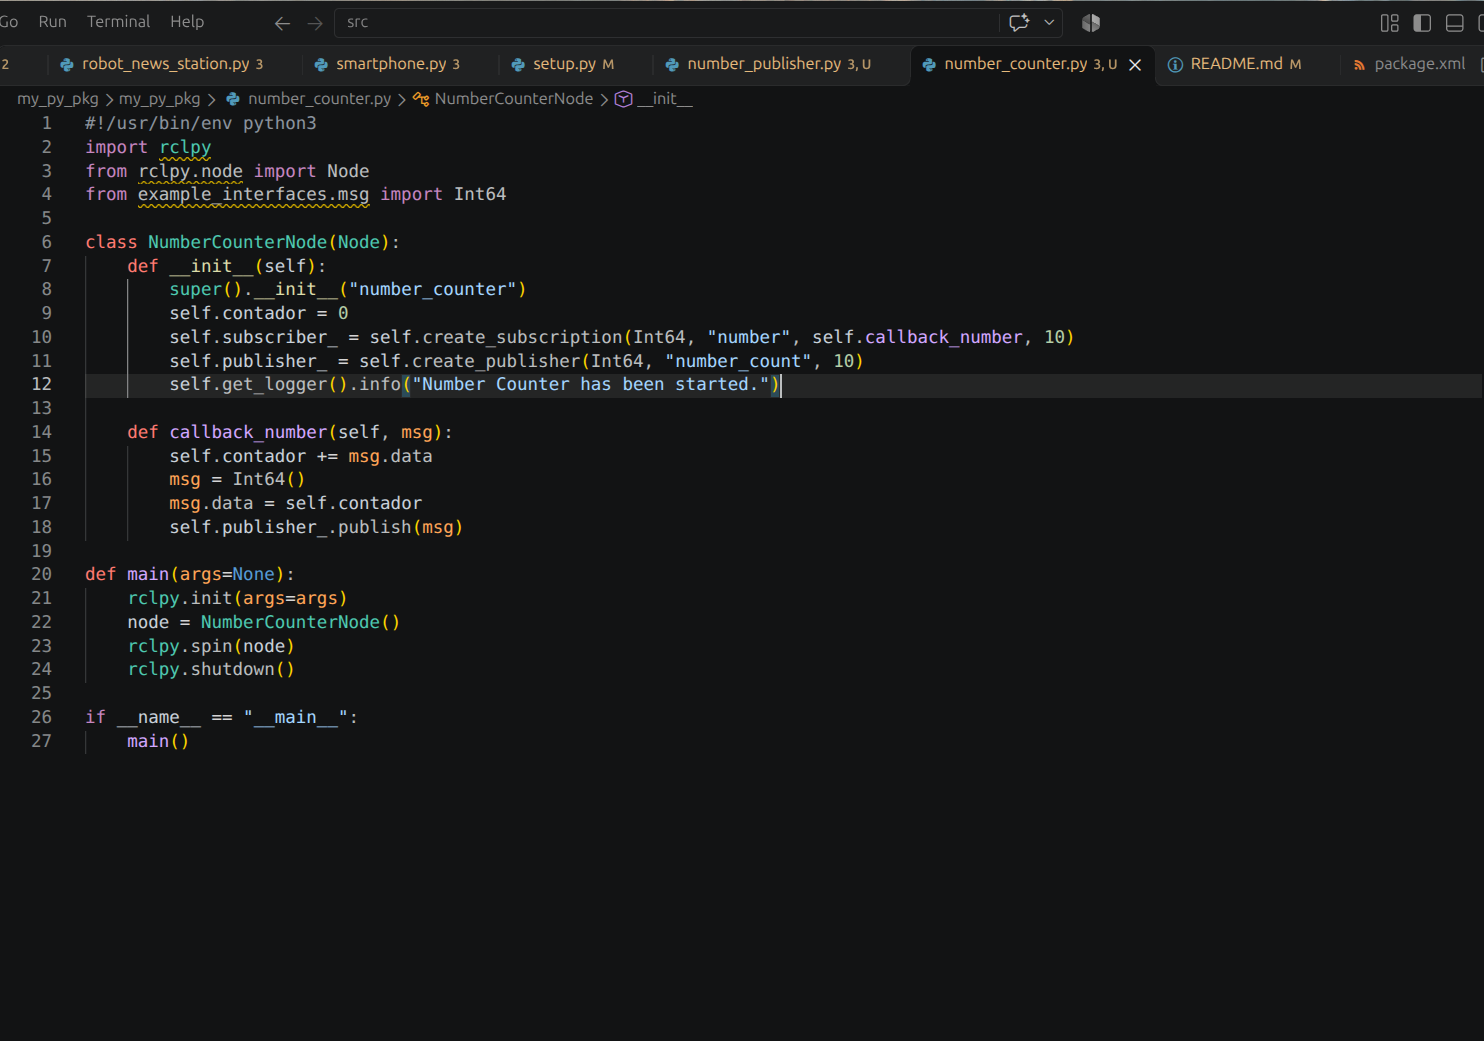 Go Run Terminal Help src
2 robot_news_station.py 3 smartphone.py 3 setup.py M number_publisher.py 3, U number_counter.py 3, U README.md M package.xml
my_py_pkg > my_py_pkg > number_counter.py > NumberCounterNode > __init__
1 #!/usr/bin/env python3
2 import rclpy
3 from rclpy.node import Node
4 from example_interfaces.msg import Int64
5
6 class NumberCounterNode(Node):
7     def __init__(self):
8         super().__init__("number_counter")
9         self.contador = 0
10         self.subscriber_ = self.create_subscription(Int64, "number", self.callback_number, 10)
11         self.publisher_ = self.create_publisher(Int64, "number_count", 10)
12         self.get_logger().info("Number Counter has been started.")
13
14     def callback_number(self, msg):
15         self.contador += msg.data
16         msg = Int64()
17         msg.data = self.contador
18         self.publisher_.publish(msg)
19
20 def main(args=None):
21     rclpy.init(args=args)
22     node = NumberCounterNode()
23     rclpy.spin(node)
24     rclpy.shutdown()
25
26 if __name__ == "__main__":
27     main()